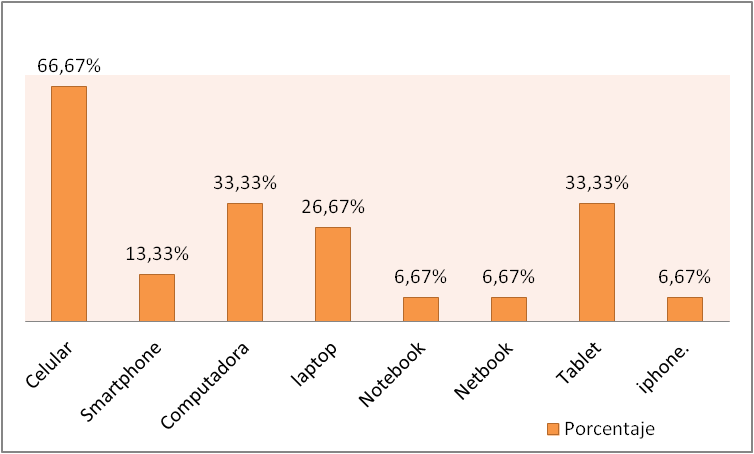 66,67%
13,33%
33,33%
26,67%
6,67%
6,67%
33,33%
6,67%
Celular
Smartphone
Computadora
laptop
Notebook
Netbook
Tablet
iphone.
Porcentaje